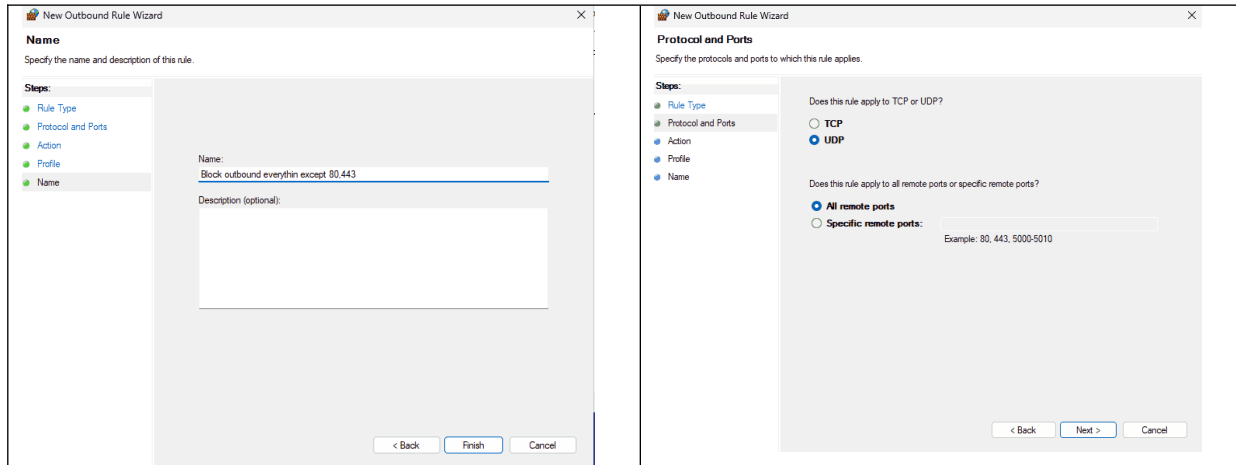 New Outbound Rule Wizard
Name
Specify the name and description of this rule.
Steps:
Rule Type
Protocol and Ports
Action
Profile
Name
Name:
Block outbound everythin except 80,443
Description (optional):
< Back
Finish
Cancel
New Outbound Rule Wizard
Protocol and Ports
Specify the protocols and ports to which this rule applies.
Steps:
Rule Type
Protocol and Ports
Action
Profile
Name
Does this rule apply to TCP or UDP?
TCP
UDP
Does this rule apply to all remote ports or specific remote ports?
All remote ports
Specific remote ports:
Example: 80, 443, 5000-5010
< Back
Next >
Cancel